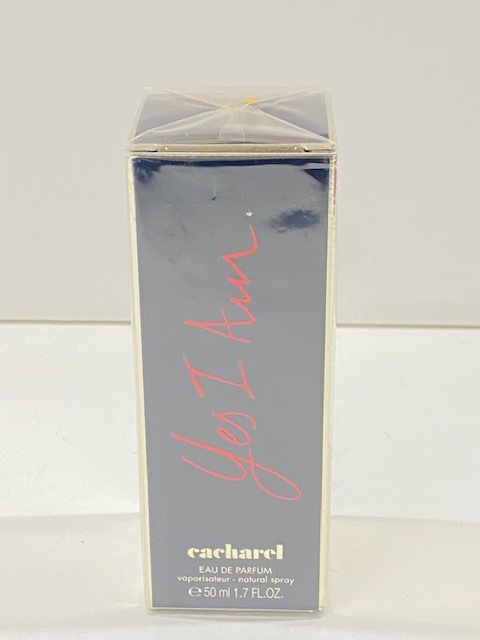 Yes I Am.
cacharel
EAU DE PARFUM
vaporisateur - natural spray
℮ 50 ml 1.7 FL.OZ.